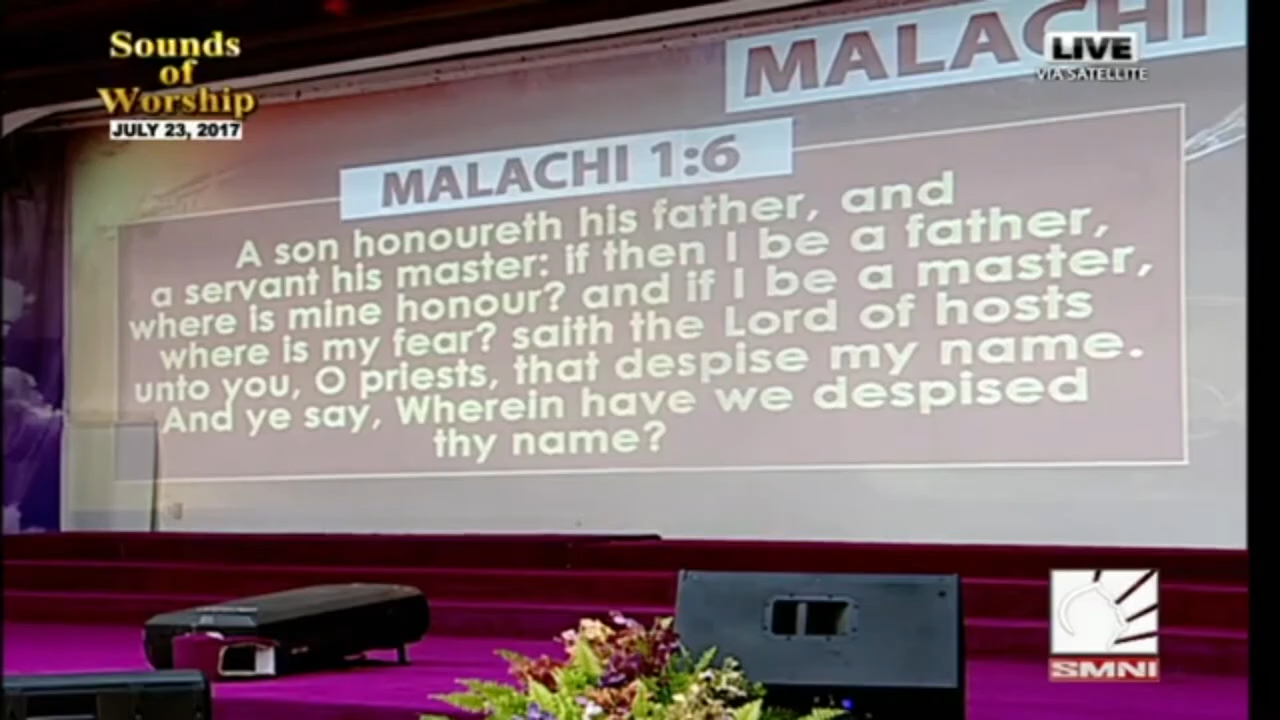 Sounds
of
Worship
JULY 23, 2017
MALACHI
LIVE
VIA SATELLITE
MALACHI 1:6
A son honoureth his father, and
a servant his master: if then I be a father,
where is mine honour? and if I be a master,
where is my fear? saith the Lord of hosts
unto you, O priests, that despise my name.
And ye say, Wherein have we despised
thy name?
SMNI